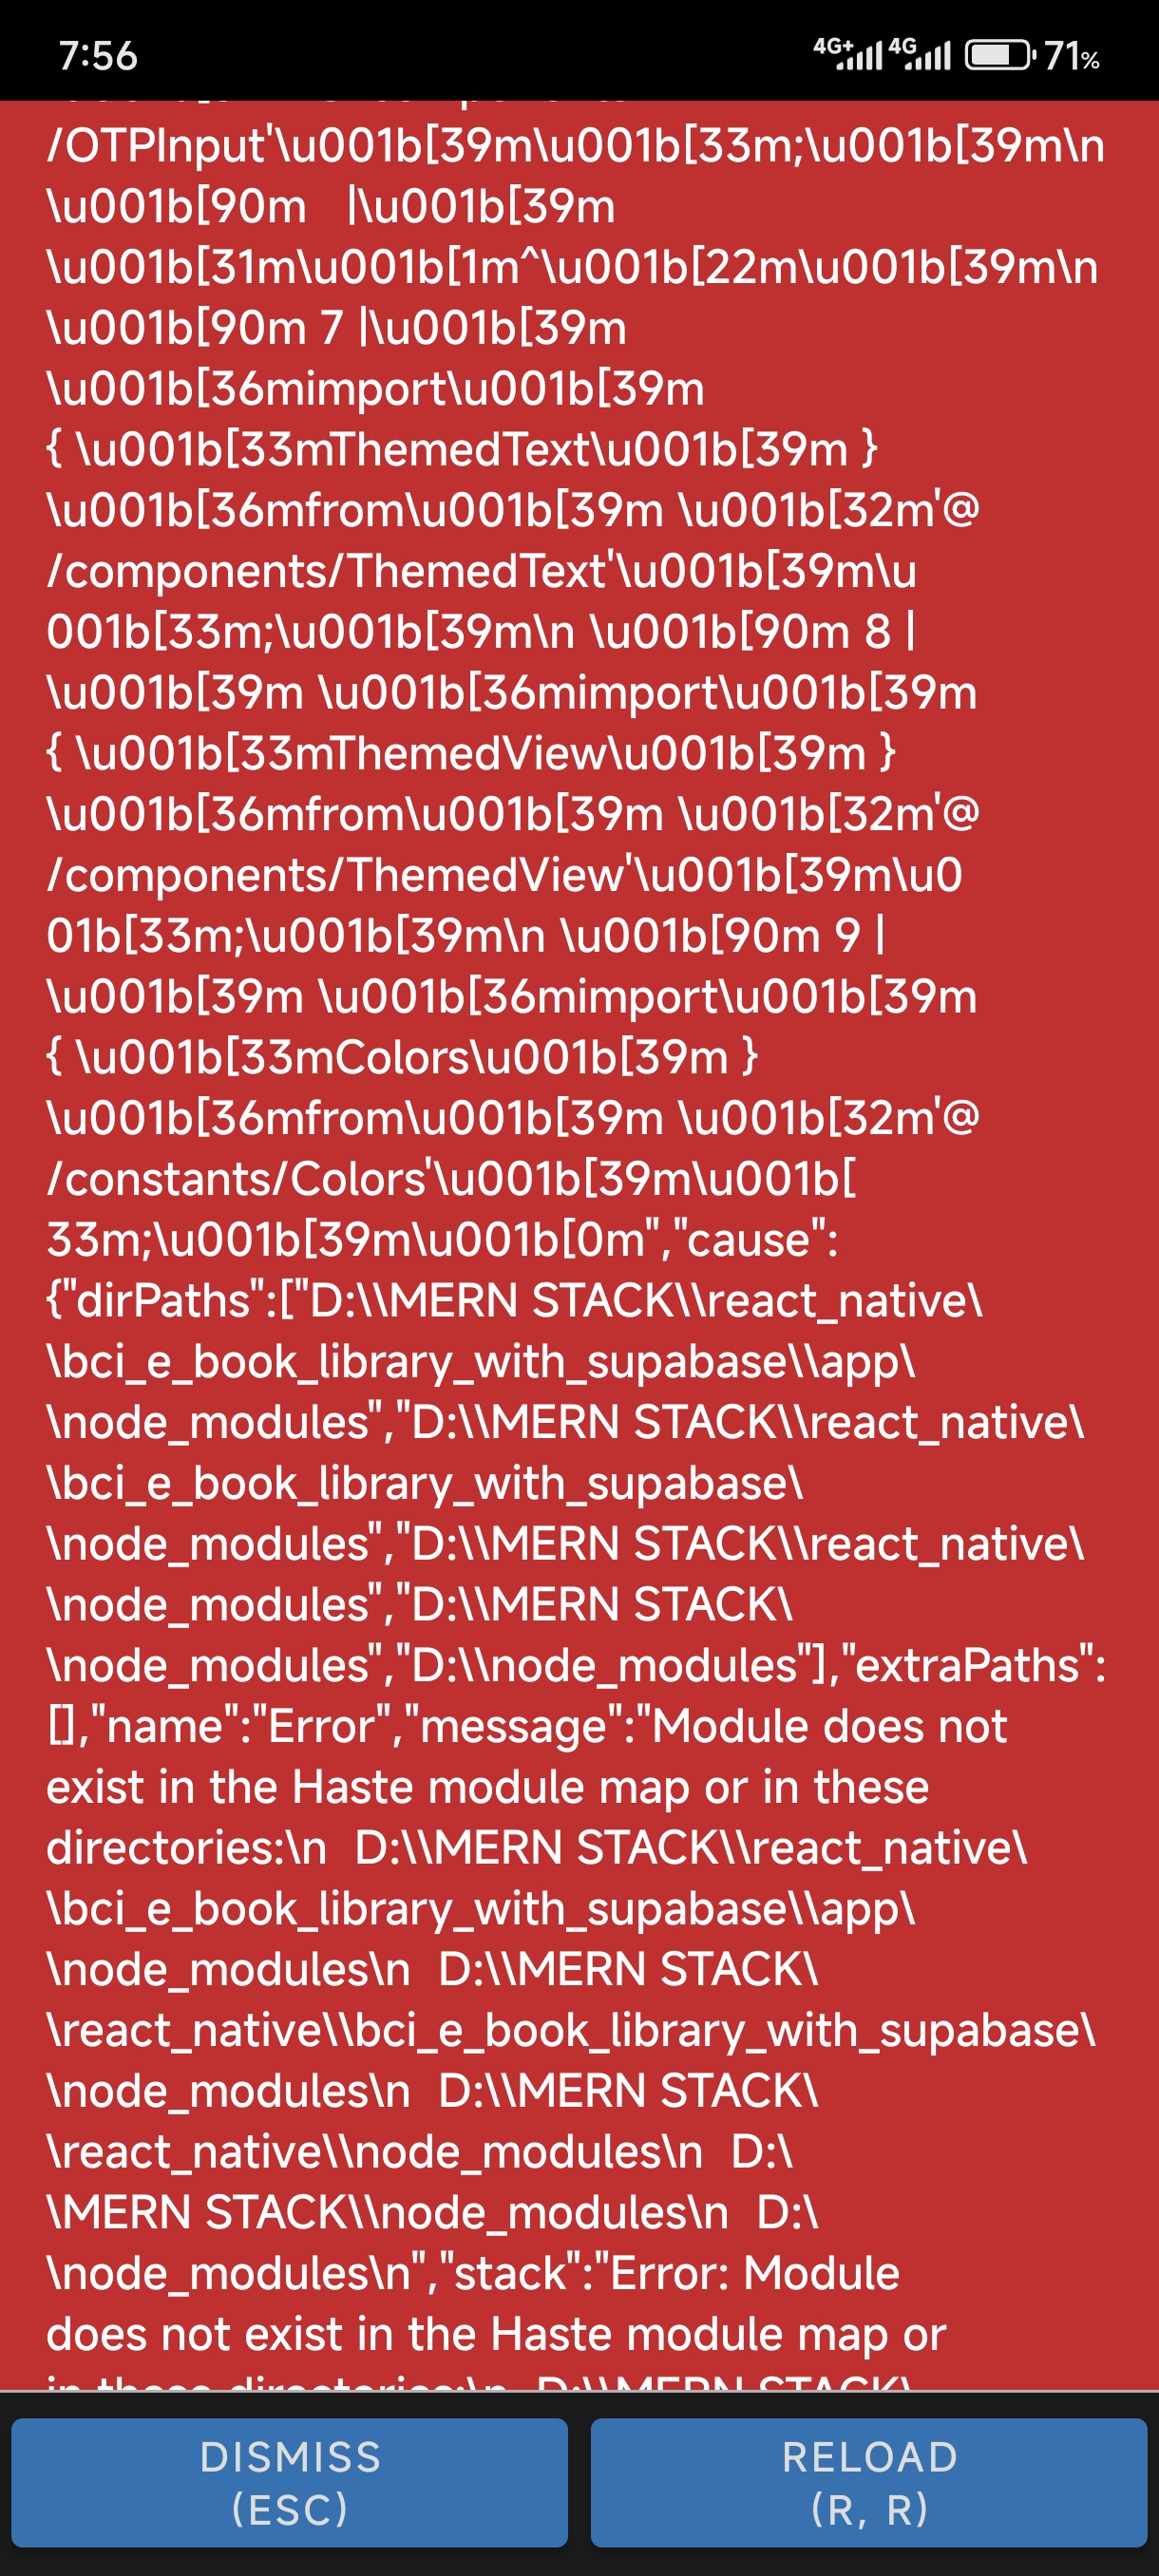 7:56
4G+ 4G 71%
/OTPInput'\u001b[39m\u001b[33m;\u001b[39m\n
\u001b[90m   |\u001b[39m
\u001b[31m\u001b[1m^\u001b[22m\u001b[39m\n
\u001b[90m 7 |\u001b[39m
\u001b[36mimport\u001b[39m
{ \u001b[33mThemedText\u001b[39m }
\u001b[36mfrom\u001b[39m \u001b[32m'@
/components/ThemedText'\u001b[39m\u
001b[33m;\u001b[39m\n \u001b[90m 8 |
\u001b[39m \u001b[36mimport\u001b[39m
{ \u001b[33mThemedView\u001b[39m }
\u001b[36mfrom\u001b[39m \u001b[32m'@
/components/ThemedView'\u001b[39m\u0
01b[33m;\u001b[39m\n \u001b[90m 9 |
\u001b[39m \u001b[36mimport\u001b[39m
{ \u001b[33mColors\u001b[39m }
\u001b[36mfrom\u001b[39m \u001b[32m'@
/constants/Colors'\u001b[39m\u001b[
33m;\u001b[39m\u001b[0m","cause":
{"dirPaths":["D:\\MERN STACK\\react_native\
\bci_e_book_library_with_supabase\\app\
\node_modules","D:\\MERN STACK\\react_native\
\bci_e_book_library_with_supabase\
\node_modules","D:\\MERN STACK\\react_native\
\node_modules","D:\\MERN STACK\
\node_modules","D:\\node_modules"],"extraPaths":
[],"name":"Error","message":"Module does not
exist in the Haste module map or in these
directories:\n  D:\\MERN STACK\\react_native\
\bci_e_book_library_with_supabase\\app\
\node_modules\n  D:\\MERN STACK\
\react_native\\bci_e_book_library_with_supabase\
\node_modules\n  D:\\MERN STACK\
\react_native\\node_modules\n  D:\
\MERN STACK\\node_modules\n  D:\
\node_modules\n","stack":"Error: Module
does not exist in the Haste module map or
in these directories:\n  D:\\MERN STACK\
DISMISS
(ESC)
RELOAD
(R, R)